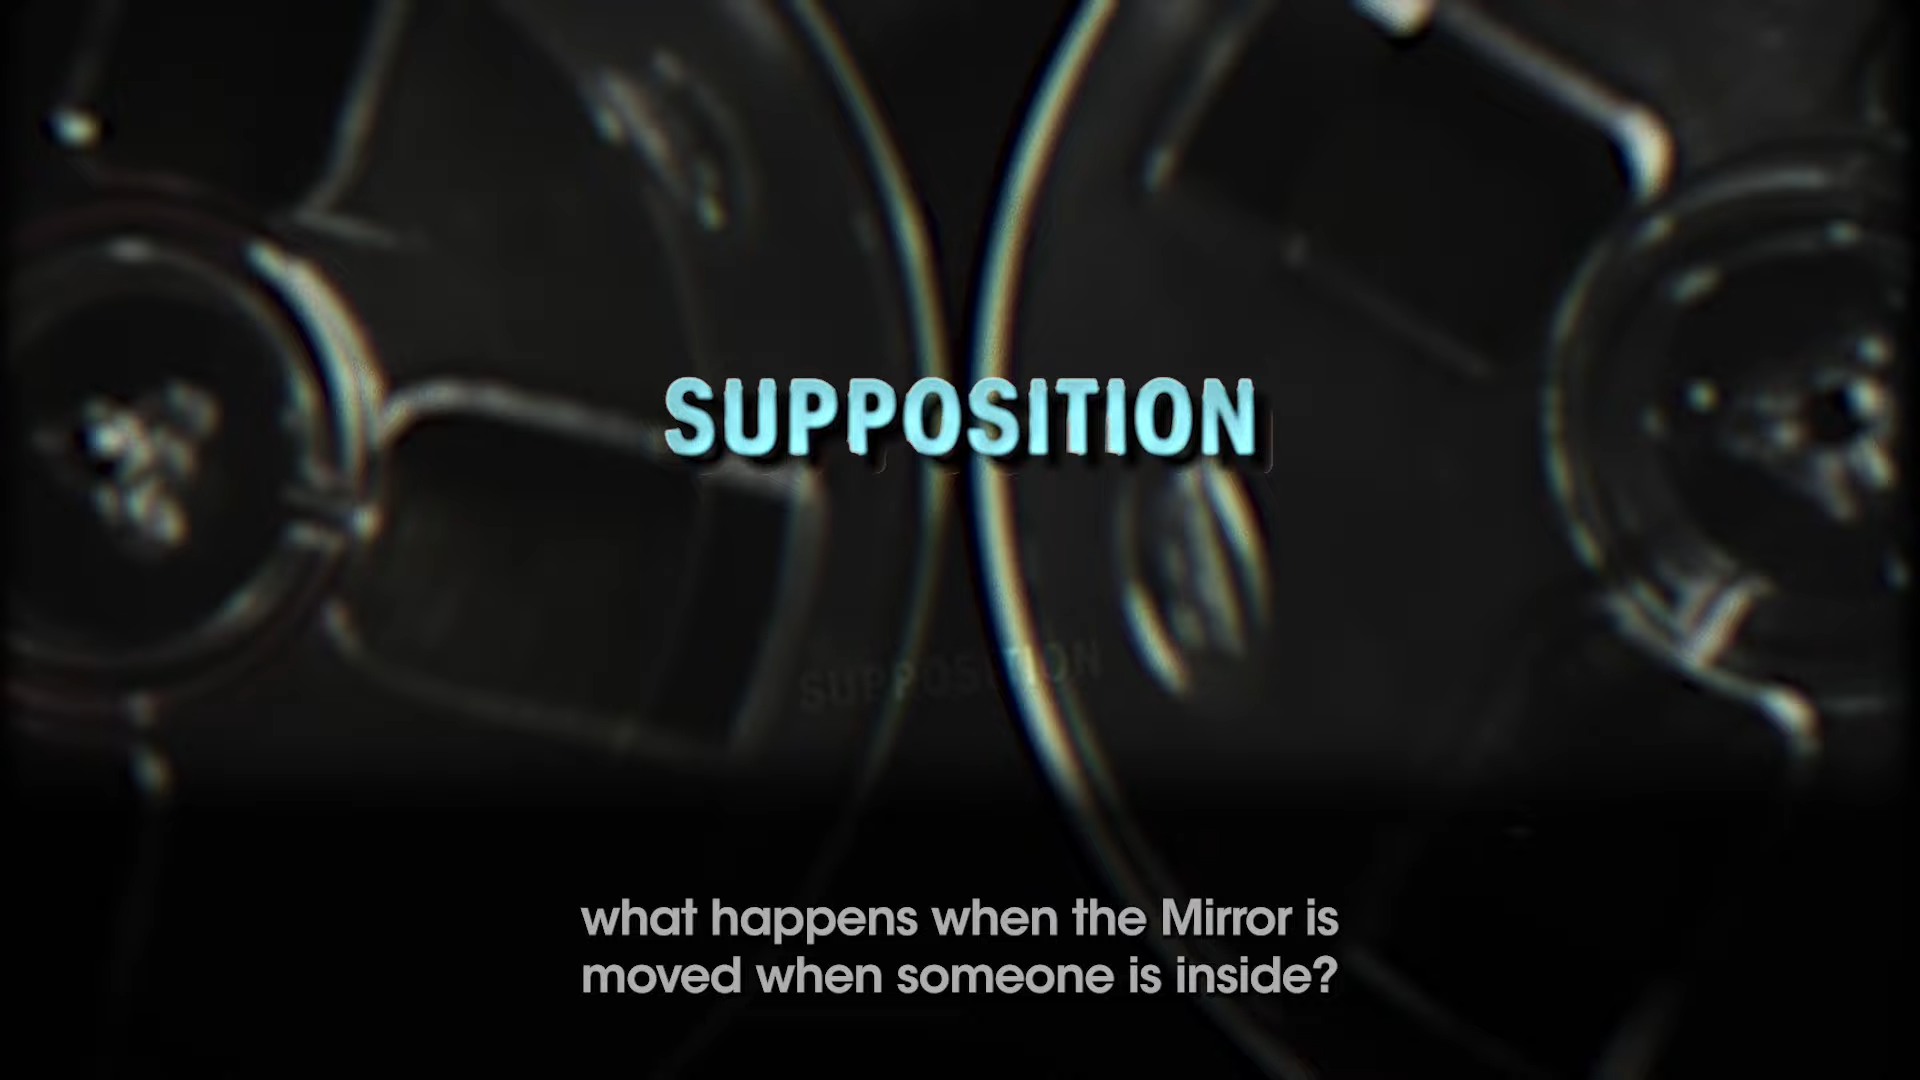 SUPPOSITION
SUPPOSITION
what happens when the Mirror is
moved when someone is inside?